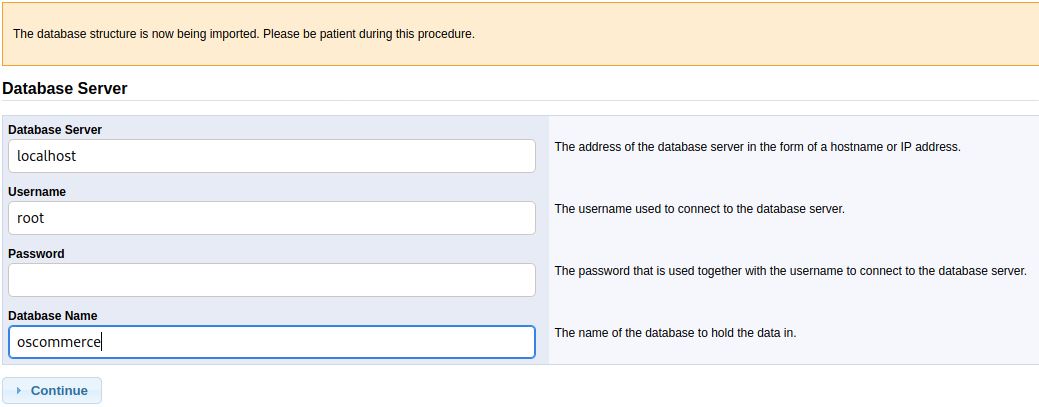 The database structure is now being imported. Please be patient during this procedure.
Database Server
Database Server
localhost
The address of the database server in the form of a hostname or IP address.
Username
root
The username used to connect to the database server.
Password
The password that is used together with the username to connect to the database server.
Database Name
oscommerce
The name of the database to hold the data in.
Continue